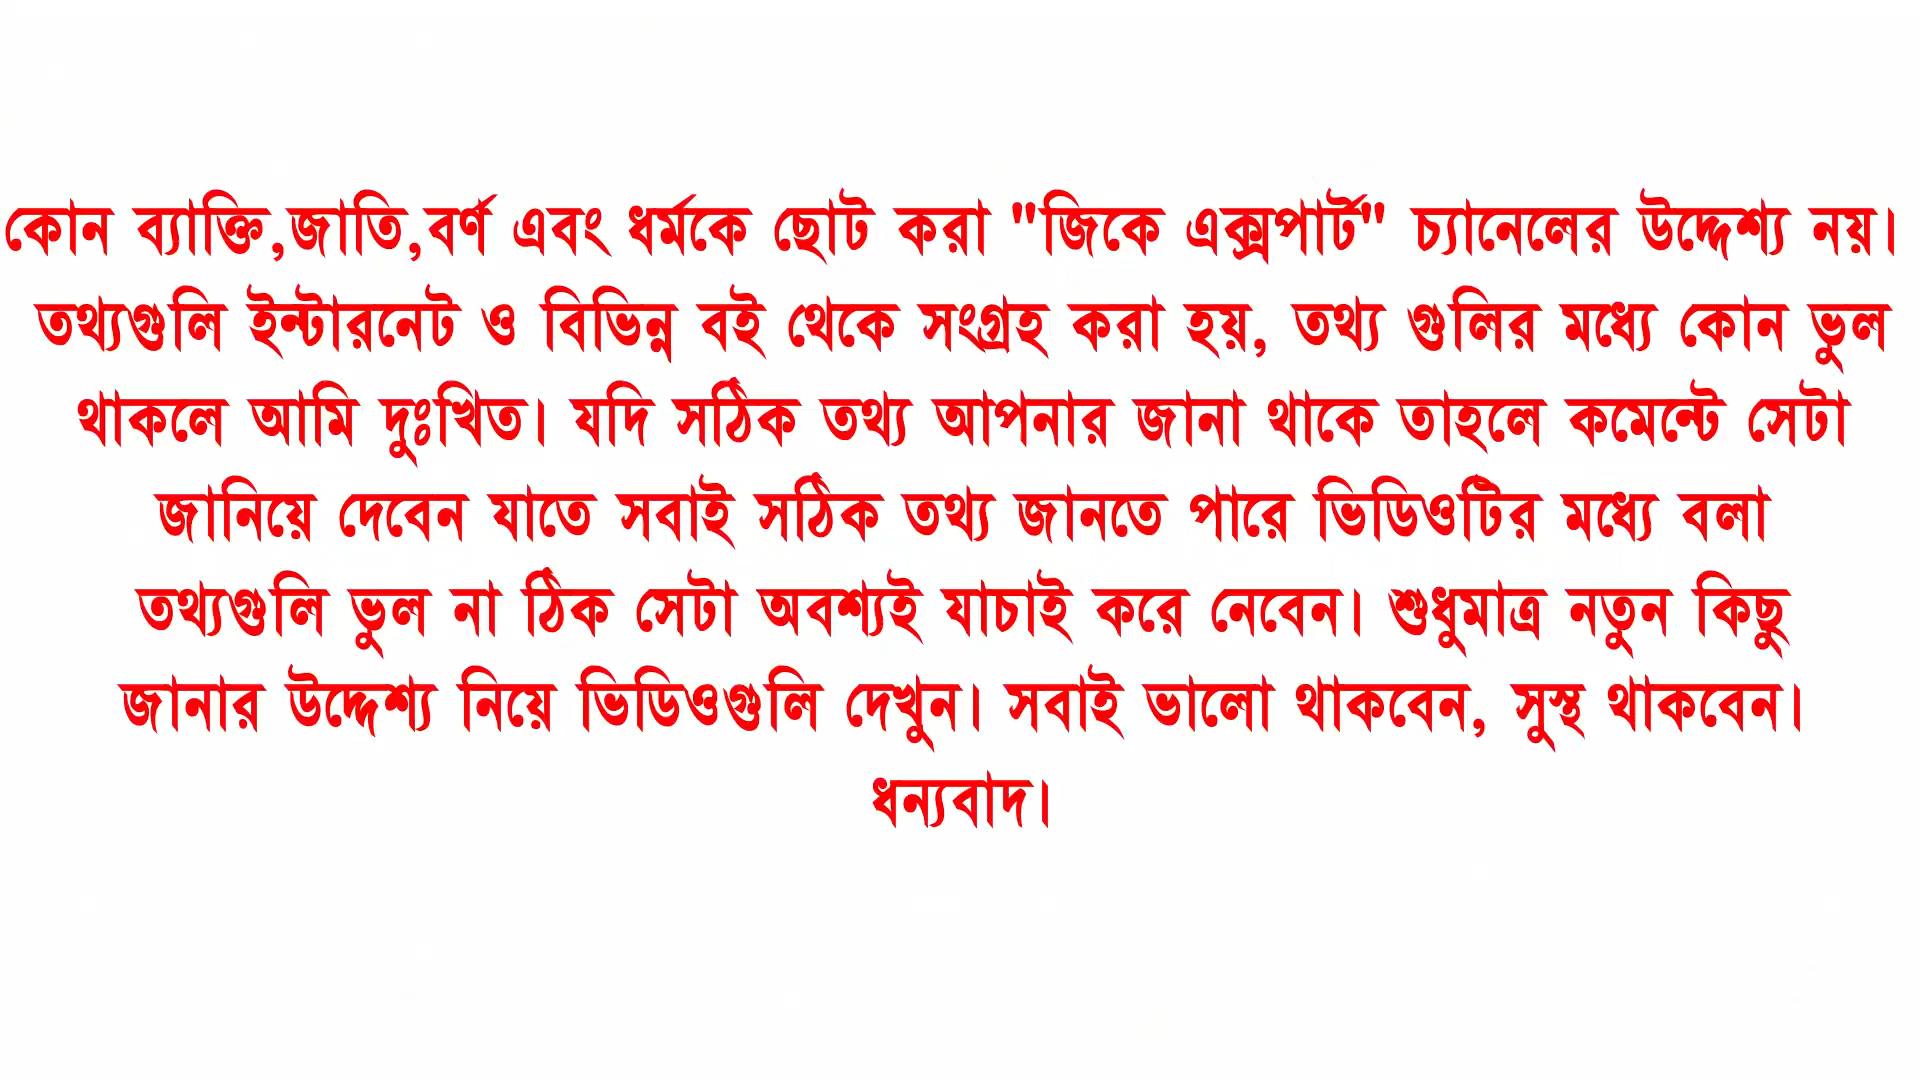 কোন ব্যাক্তি,জাতি,বর্ণ এবং ধর্মকে ছোট করা "জিকে এক্সপার্ট" চ্যানেলের উদ্দেশ্য নয়।
তথ্যগুলি ইন্টারনেট ও বিভিন্ন বই থেকে সংগ্রহ করা হয়, তথ্য গুলির মধ্যে কোন ভুল
থাকলে আমি দুঃখিত। যদি সঠিক তথ্য আপনার জানা থাকে তাহলে কমেন্টে সেটা
জানিয়ে দেবেন যাতে সবাই সঠিক তথ্য জানতে পারে ভিডিওটির মধ্যে বলা
তথ্যগুলি ভুল না ঠিক সেটা অবশ্যই যাচাই করে নেবেন। শুধুমাত্র নতুন কিছু
জানার উদ্দেশ্য নিয়ে ভিডিওগুলি দেখুন। সবাই ভালো থাকবেন, সুস্থ থাকবেন।
ধন্যবাদ।